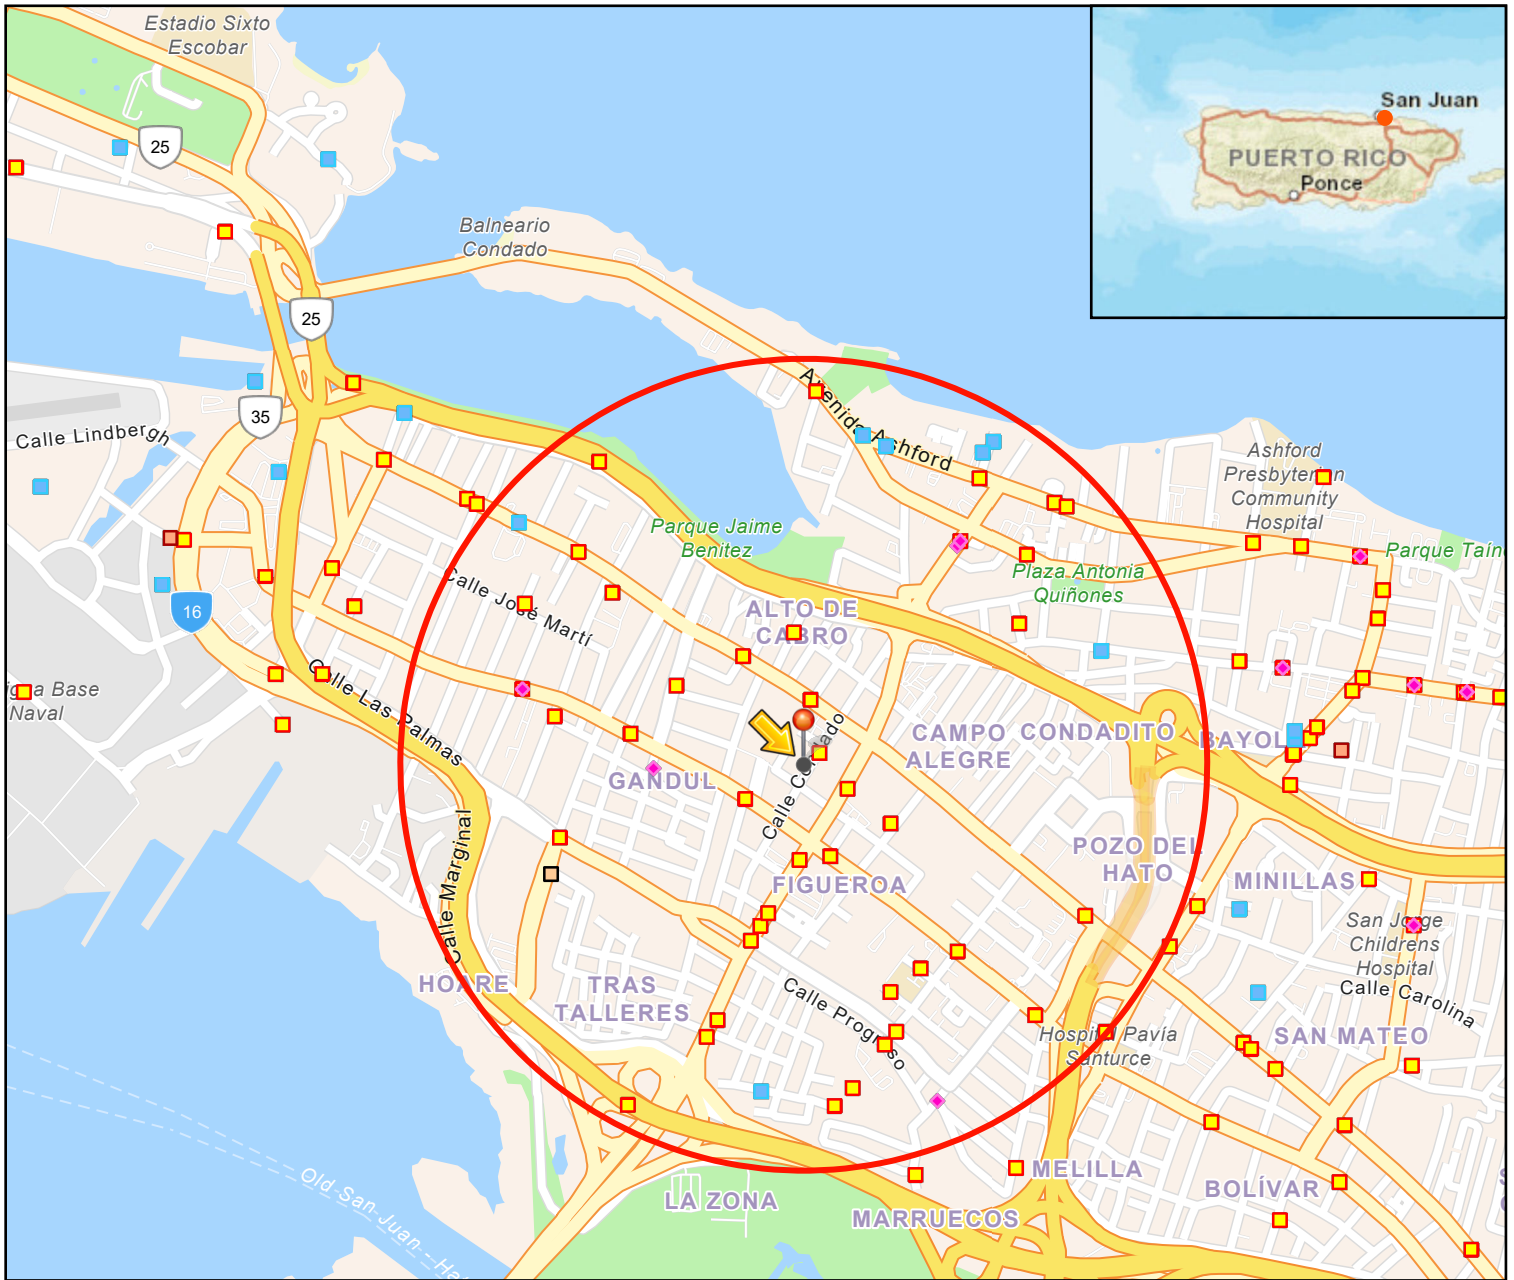 Estadio Sixto
Escobar
25
San Juan
PUERTO RICO
Ponce
Balneario
Condado
25
35
Calle Lindbergh
Avenida Ashford
Ashford
Presbyterian
Community
Hospital
Parque Jaime
Benitez
Parque
Plaza Antonia
Quiñones
16
Calle José Martí
ALTO DE
CABRO
Base
Naval
Calle Las Palmas
CAMPO
ALEGRE
CONDADITO
GANDUL
Calle Condado
Calle Marginal
POZO DEL
HATO
FIGUEROA
MINILLAS
San Jorge
Childrens
Hospital
Calle Carolina
HOARE
TRAS
TALLERES
Calle Progreso
Hospital Pavía
Santurce
SAN MATEO
Old San Juan
MELILLA
LA ZONA
BOLÍVAR
MARRUECOS